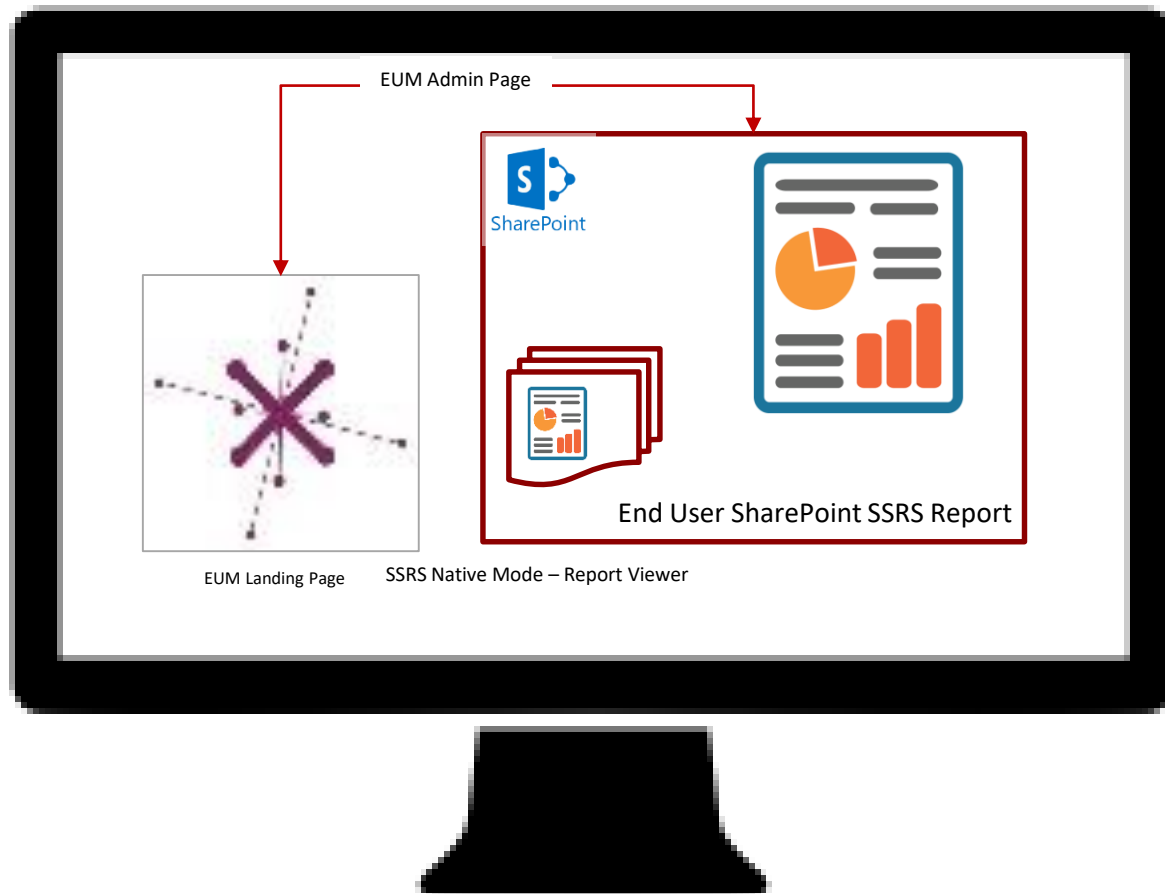 EUM Admin Page
S
SharePoint
End User SharePoint SSRS Report
EUM Landing Page
SSRS Native Mode – Report Viewer